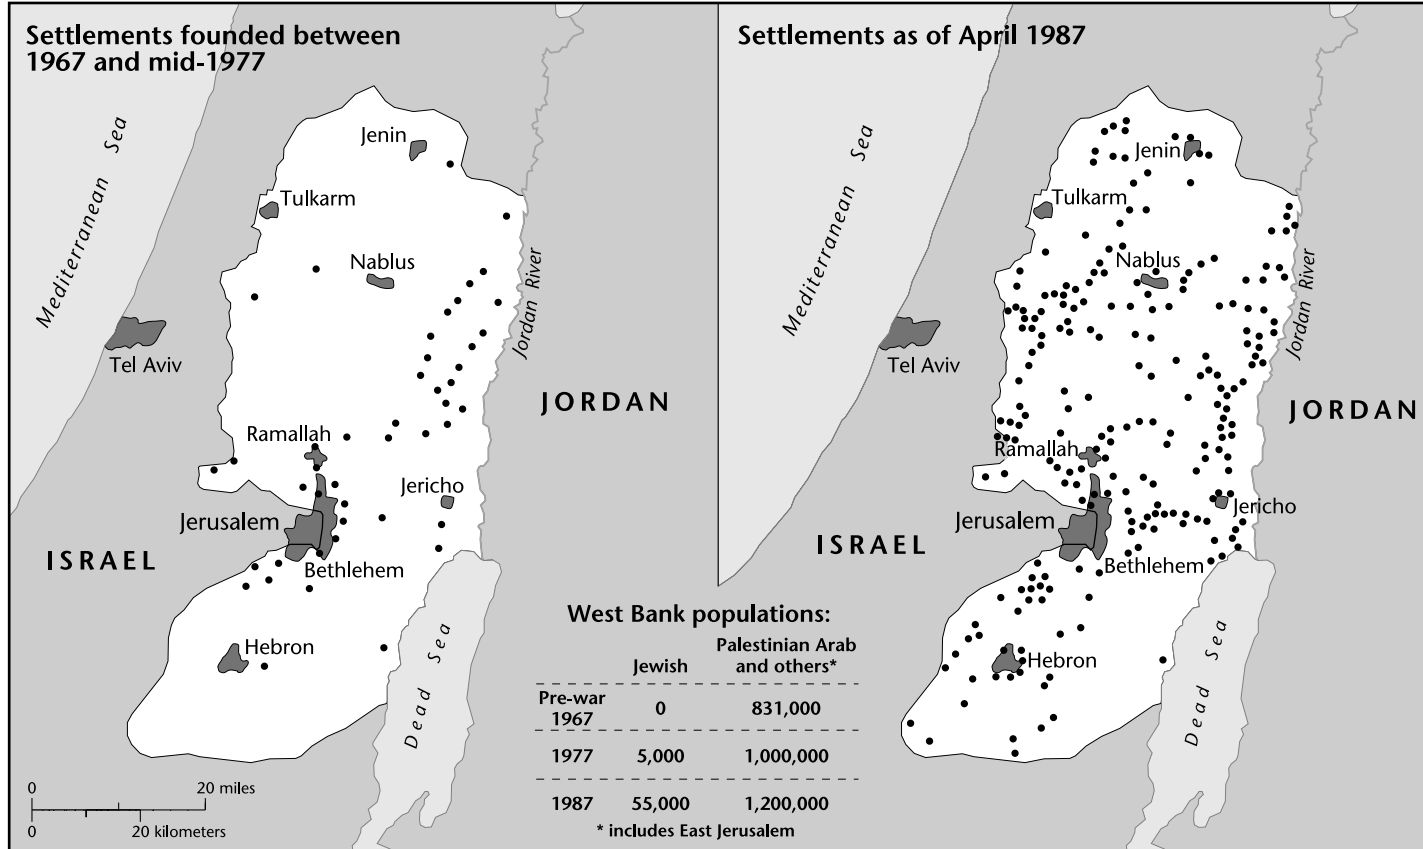 Settlements founded between
1967 and mid-1977
Mediterranean Sea
Jenin
Tulkarm
Nablus
Jordan River
Tel Aviv
JORDAN
Ramallah
Jericho
Jerusalem
ISRAEL
Bethlehem
Hebron
Dead Sea
0 20 miles
0 20 kilometers
Settlements as of April 1987
Mediterranean Sea
Jenin
Tulkarm
Nablus
Jordan River
Tel Aviv
JORDAN
Ramallah
Jericho
Jerusalem
ISRAEL
Bethlehem
Hebron
Dead Sea
West Bank populations:
Palestinian Arab
Jewish and others*
Pre-war
1967 0 831,000
1977 5,000 1,000,000
1987 55,000 1,200,000
* includes East Jerusalem